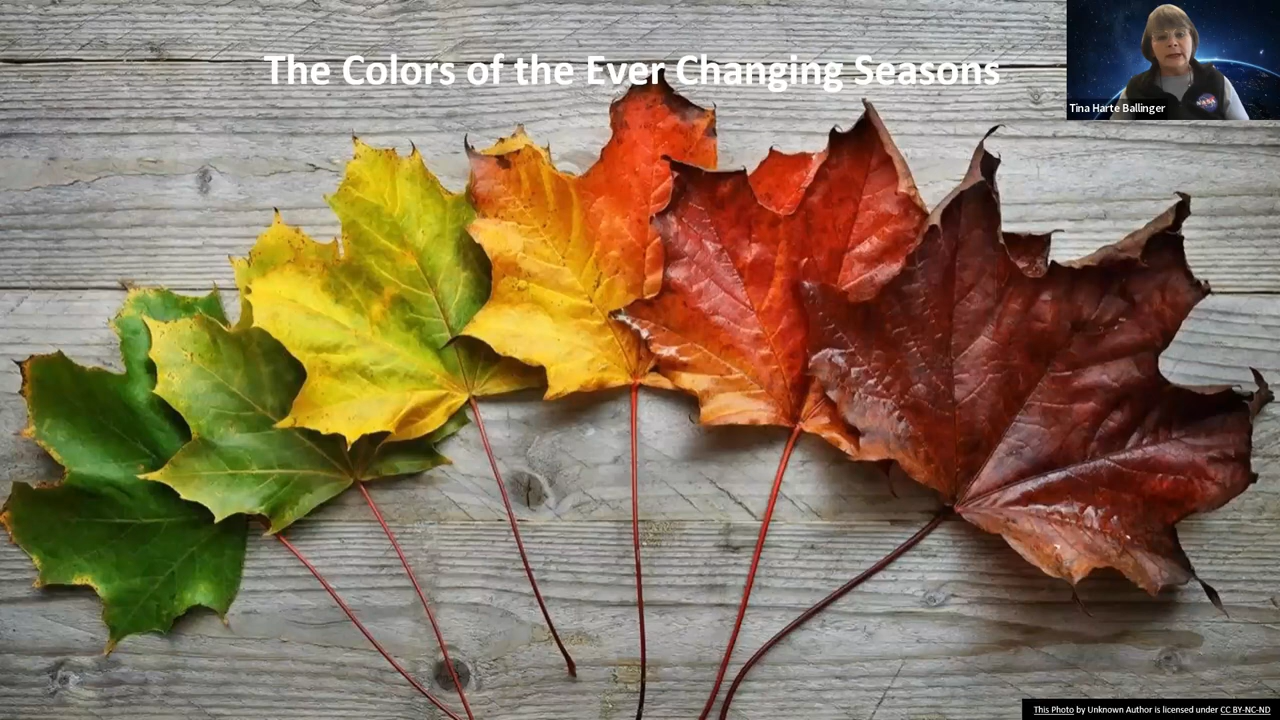 The Colors of the Ever Changing Seasons
Tina Harte Ballinger
NASA
This Photo by Unknown Author is licensed under CC BY-NC-ND